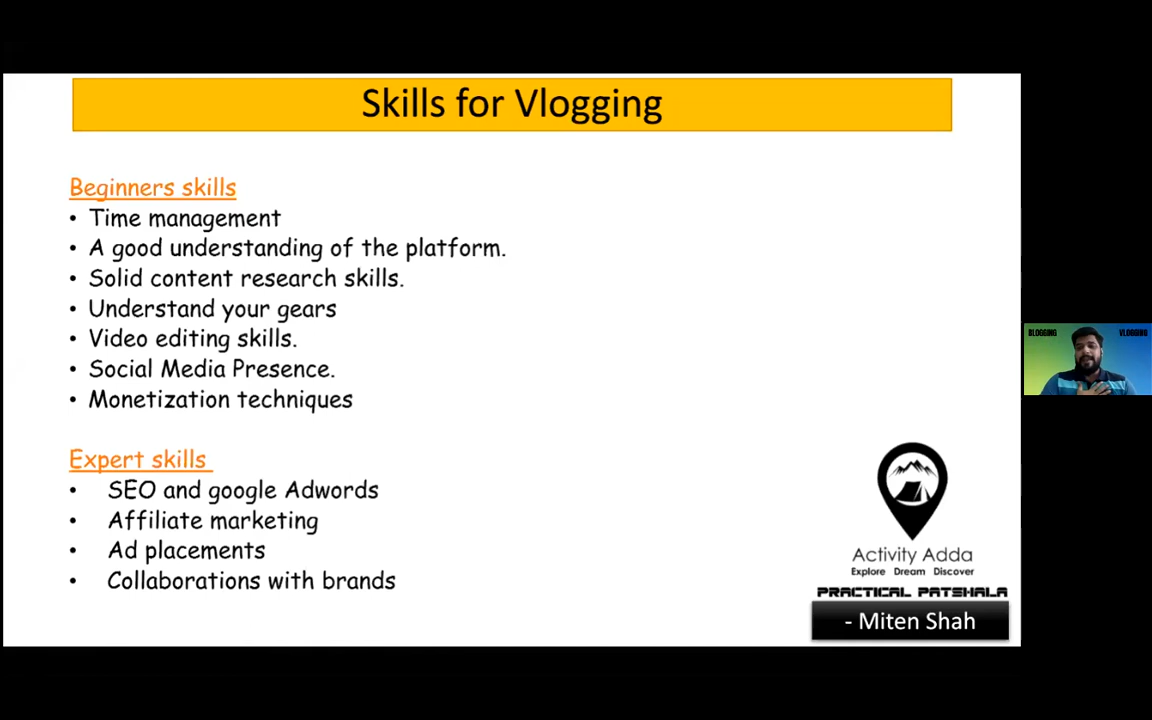 Skills for Vlogging
Beginners skills
• Time management
• A good understanding of the platform.
• Solid content research skills.
• Understand your gears
• Video editing skills.
• Social Media Presence.
• Monetization techniques
Expert skills
• SEO and google Adwords
• Affiliate marketing
• Ad placements
• Collaborations with brands
Activity Adda
Explore Dream Discover
PRACTICAL PATSHALA
- Miten Shah
BLOGGING
VLOGGING